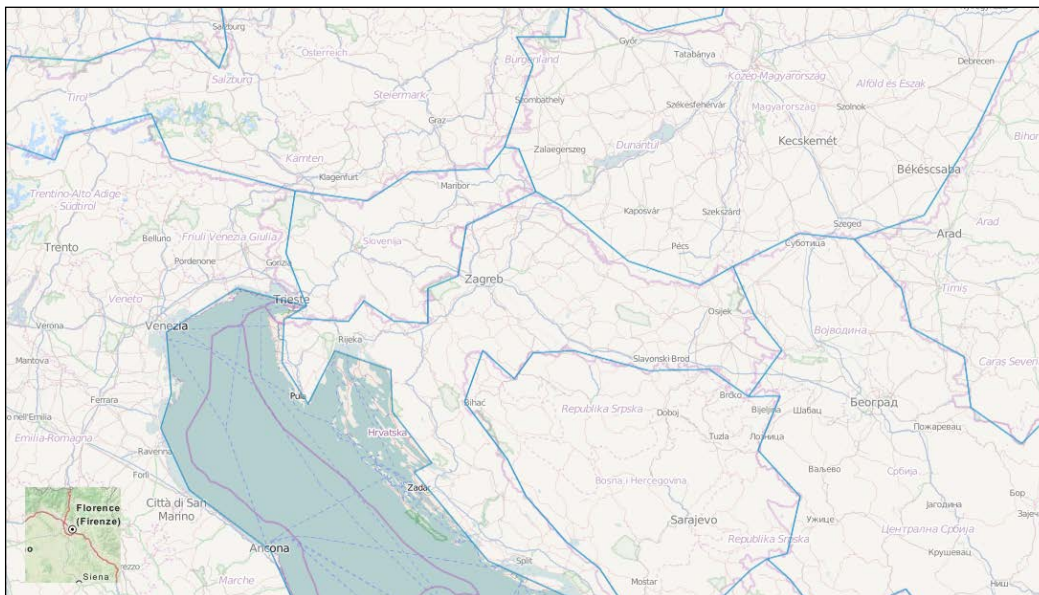 Salzburg
Österreich
Burgenland
Győr
Tatabánya
Debrecen
Salzburg
Közép-Magyarország
Alföld és Észak
Tirol
Steiermark
Szombathely
Székesfehérvár
Magyarország
Szolnok
Graz
Kecskemét
Zalaegerszeg
Dunántúl
Kärnten
Békéscsaba
Klagenfurt
Maribor
Trentino-Alto Adige
Südtirol
Kaposvár
Szekszárd
Szeged
Arad
Arad
Trento
Belluno
Friuli Venezia Giulia
Slovenija
Pécs
Суботица
Pordenone
Gorizia
Zagreb
Timiș
Veneto
Trieste
Osijek
Verona
Venezia
Војводина
Rijeka
Mantova
Slavonski Brod
Caraș Severin
Pula
Ferrara
Bihać
Republika Srpska
Brčko
Bijeljina
Шабац
Београд
Doboj
Emilia-Romagna
Hrvatska
Tuzla
Лозница
Пожаревац
Ravenna
Forlì
Ваљево
Србија
Zadar
Bosna i Hercegovina
Бор
Città di San
Marino
Јагодина
Florence
(Firenze)
Sarajevo
Ужице
Централна Србија
Ancona
Republika Srpska
Крушевац
Split
Siena
Marche
Mostar
Ниш